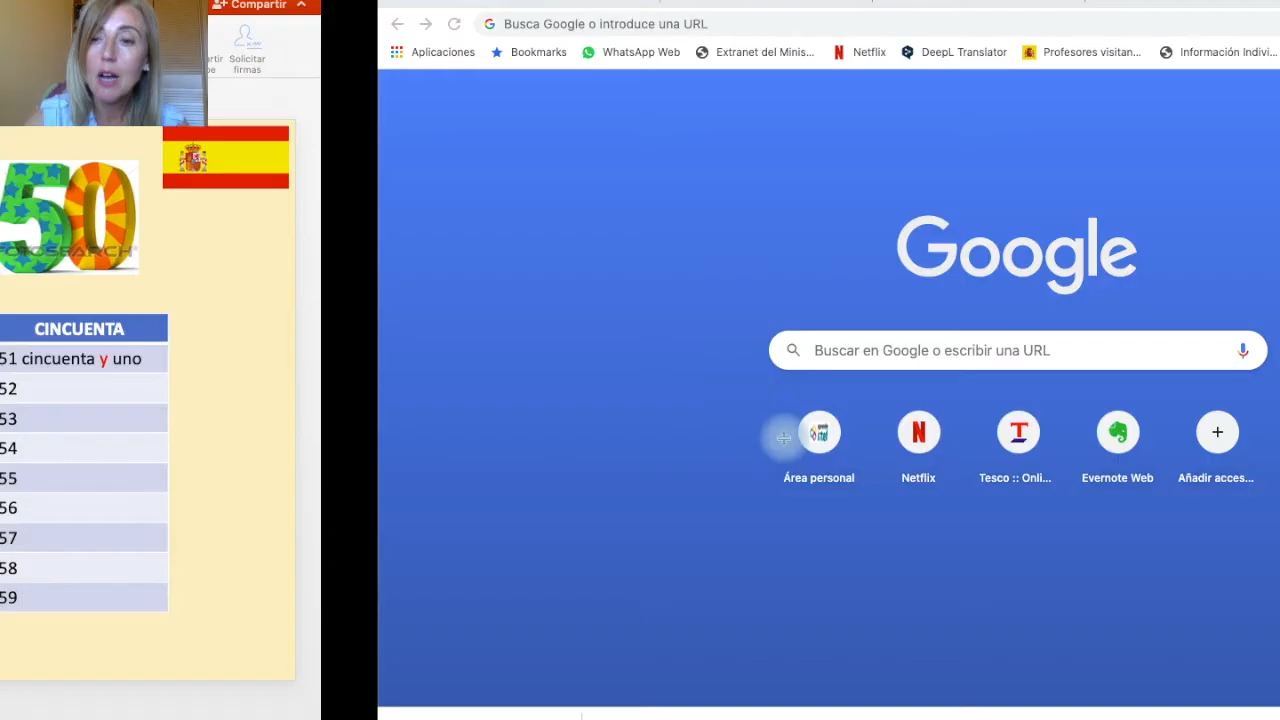 Compartir
Solicitar
firmas
50
FOTOSEARCH
CINCUENTA
51 cincuenta y uno
52
53
54
55
56
57
58
59
Busca Google o introduce una URL
Aplicaciones Bookmarks WhatsApp Web Extranet del Minis... Netflix DeepL Translator Profesores visitan... Información Indivi...
Google
Buscar en Google o escribir una URL
Área personal Netflix Tesco :: Onli... Evernote Web Añadir acces...